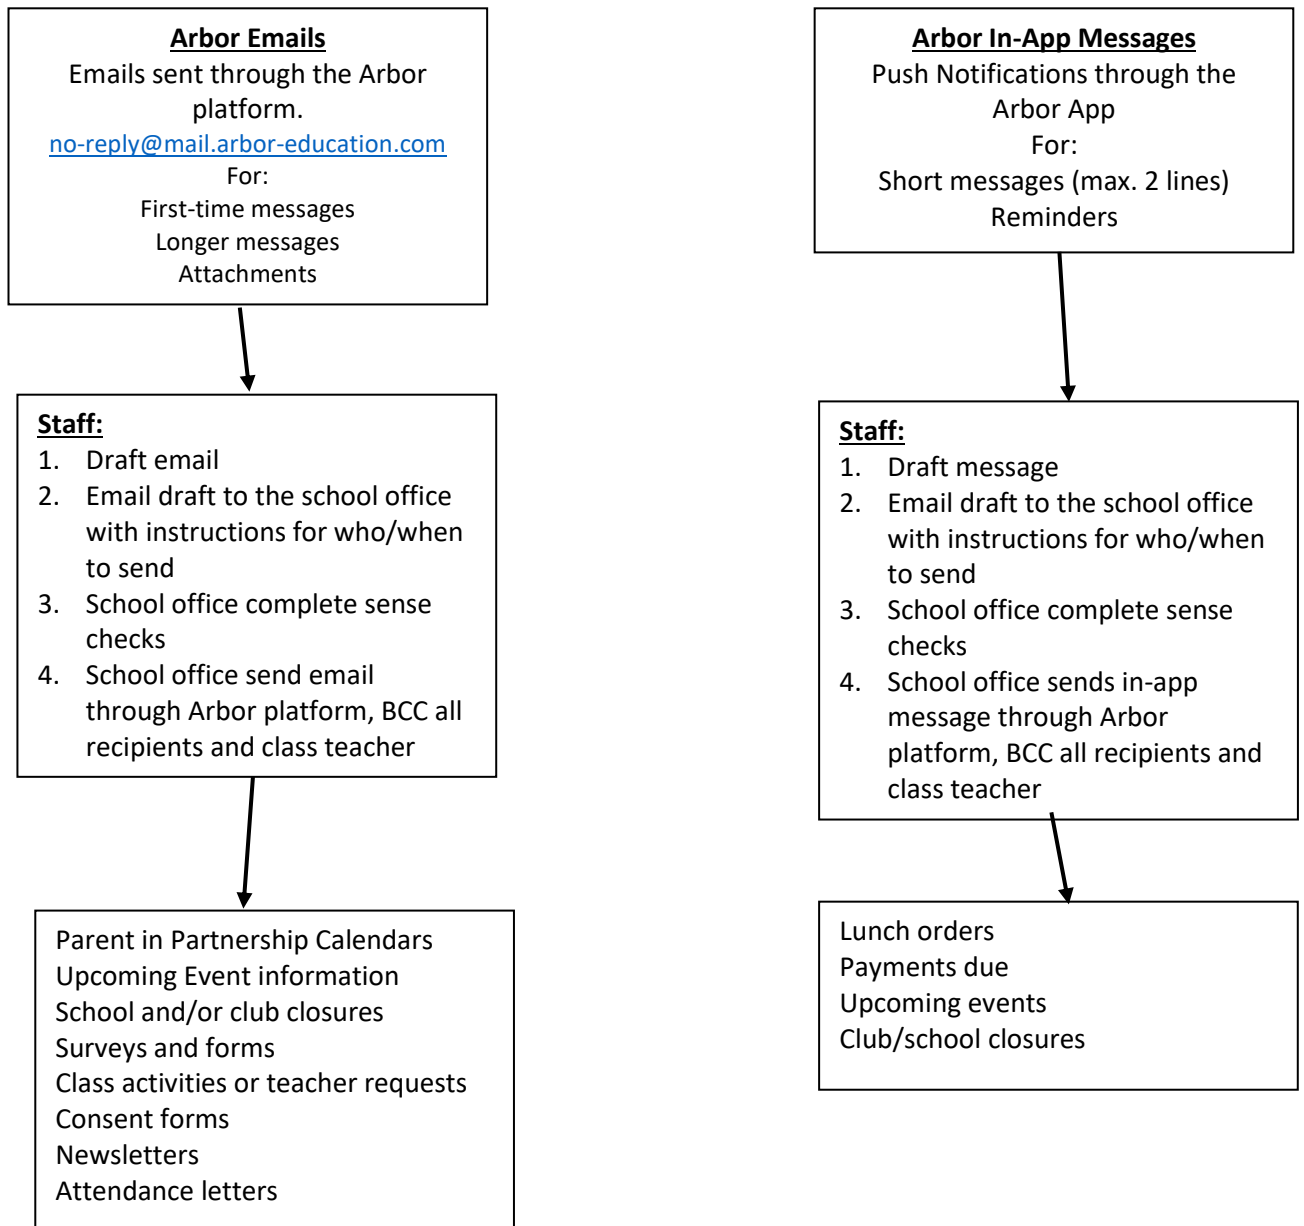 Arbor Emails
Emails sent through the Arbor
platform.
no-reply@mail.arbor-education.com
For:
First-time messages
Longer messages
Attachments
Staff:
1. Draft email
2. Email draft to the school office
with instructions for who/when
to send
3. School office complete sense
checks
4. School office send email
through Arbor platform, BCC all
recipients and class teacher
Parent in Partnership Calendars
Upcoming Event information
School and/or club closures
Surveys and forms
Class activities or teacher requests
Consent forms
Newsletters
Attendance letters
Arbor In-App Messages
Push Notifications through the
Arbor App
For:
Short messages (max. 2 lines)
Reminders
Staff:
1. Draft message
2. Email draft to the school office
with instructions for who/when
to send
3. School office complete sense
checks
4. School office sends in-app
message through Arbor
platform, BCC all recipients and
class teacher
Lunch orders
Payments due
Upcoming events
Club/school closures